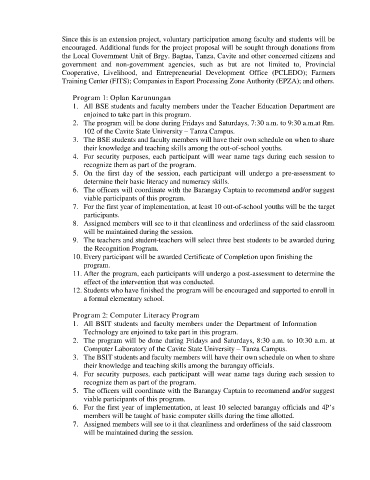 Since this is an extension project, voluntary participation among faculty and students will be
encouraged. Additional funds for the project proposal will be sought through donations from
the Local Government Unit of Brgy. Bagtas, Tanza, Cavite and other concerned citizens and
government and non-government agencies, such as but are not limited to, Provincial
Cooperative, Livelihood, and Entrepreneurial Development Office (PCLEDO); Farmers
Training Center (FITS); Companies in Export Processing Zone Authority (EPZA); and others.
Program 1: Oplan Karunungan
1. All BSE students and faculty members under the Teacher Education Department are
enjoined to take part in this program.
2. The program will be done during Fridays and Saturdays, 7:30 a.m. to 9:30 a.m.at Rm.
102 of the Cavite State University – Tanza Campus.
3. The BSE students and faculty members will have their own schedule on when to share
their knowledge and teaching skills among the out-of-school youths.
4. For security purposes, each participant will wear name tags during each session to
recognize them as part of the program.
5. On the first day of the session, each participant will undergo a pre-assessment to
determine their basic literacy and numeracy skills.
6. The officers will coordinate with the Barangay Captain to recommend and/or suggest
viable participants of this program.
7. For the first year of implementation, at least 10 out-of-school youths will be the target
participants.
8. Assigned members will see to it that cleanliness and orderliness of the said classroom
will be maintained during the session.
9. The teachers and student-teachers will select three best students to be awarded during
the Recognition Program.
10. Every participant will be awarded Certificate of Completion upon finishing the
program.
11. After the program, each participants will undergo a post-assessment to determine the
effect of the intervention that was conducted.
12. Students who have finished the program will be encouraged and supported to enroll in
a formal elementary school.
Program 2: Computer Literacy Program
1. All BSIT students and faculty members under the Department of Information
Technology are enjoined to take part in this program.
2. The program will be done during Fridays and Saturdays, 8:30 a.m. to 10:30 a.m. at
Computer Laboratory of the Cavite State University – Tanza Campus.
3. The BSIT students and faculty members will have their own schedule on when to share
their knowledge and teaching skills among the barangay officials.
4. For security purposes, each participant will wear name tags during each session to
recognize them as part of the program.
5. The officers will coordinate with the Barangay Captain to recommend and/or suggest
viable participants of this program.
6. For the first year of implementation, at least 10 selected barangay officials and 4P's
members will be taught of basic computer skills during the time allotted.
7. Assigned members will see to it that cleanliness and orderliness of the said classroom
will be maintained during the session.